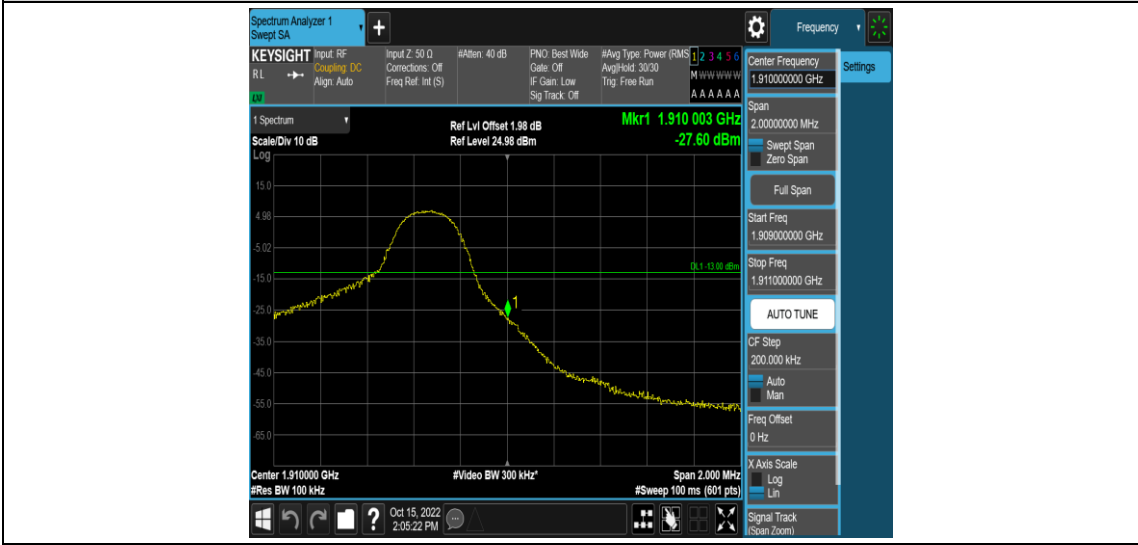 Spectrum Analyzer 1
Swept SA
+
Frequency
KEYSIGHT
RL
LM
Input: RF
Coupling: DC
Align: Auto
Input Z: 50 Ω
Corrections: Off
Freq Ref: Int (S)
#Atten: 40 dB
PNO: Best Wide
Gate: Off
IF Gain: Low
Sig Track: Off
#Avg Type: Power (RMS
Avg|Hold: 30/30
Trig: Free Run
1 2 3 4 5 6
M W W W W W
A A A A A A
1 Spectrum
Scale/Div 10 dB
Log
Ref Lvl Offset 1.98 dB
Ref Level 24.98 dBm
Mkr1 1.910 003 GHz
-27.60 dBm
15.0
4.98
-5.02
DL1 -13.00 dBm
-15.0
-25.0
1
-35.0
-45.0
-55.0
-65.0
Center 1.910000 GHz
#Video BW 300 kHz*
Span 2.000 MHz
#Res BW 100 kHz
#Sweep 100 ms (601 pts)
?
Oct 15, 2022
2:05:22 PM
Center Frequency
1.910000000 GHz
Settings
Span
2.00000000 MHz
Swept Span
Zero Span
Full Span
Start Freq
1.909000000 GHz
Stop Freq
1.911000000 GHz
AUTO TUNE
CF Step
200.000 kHz
Auto
Man
Freq Offset
0 Hz
X Axis Scale
Log
Lin
Signal Track
(Span Zoom)